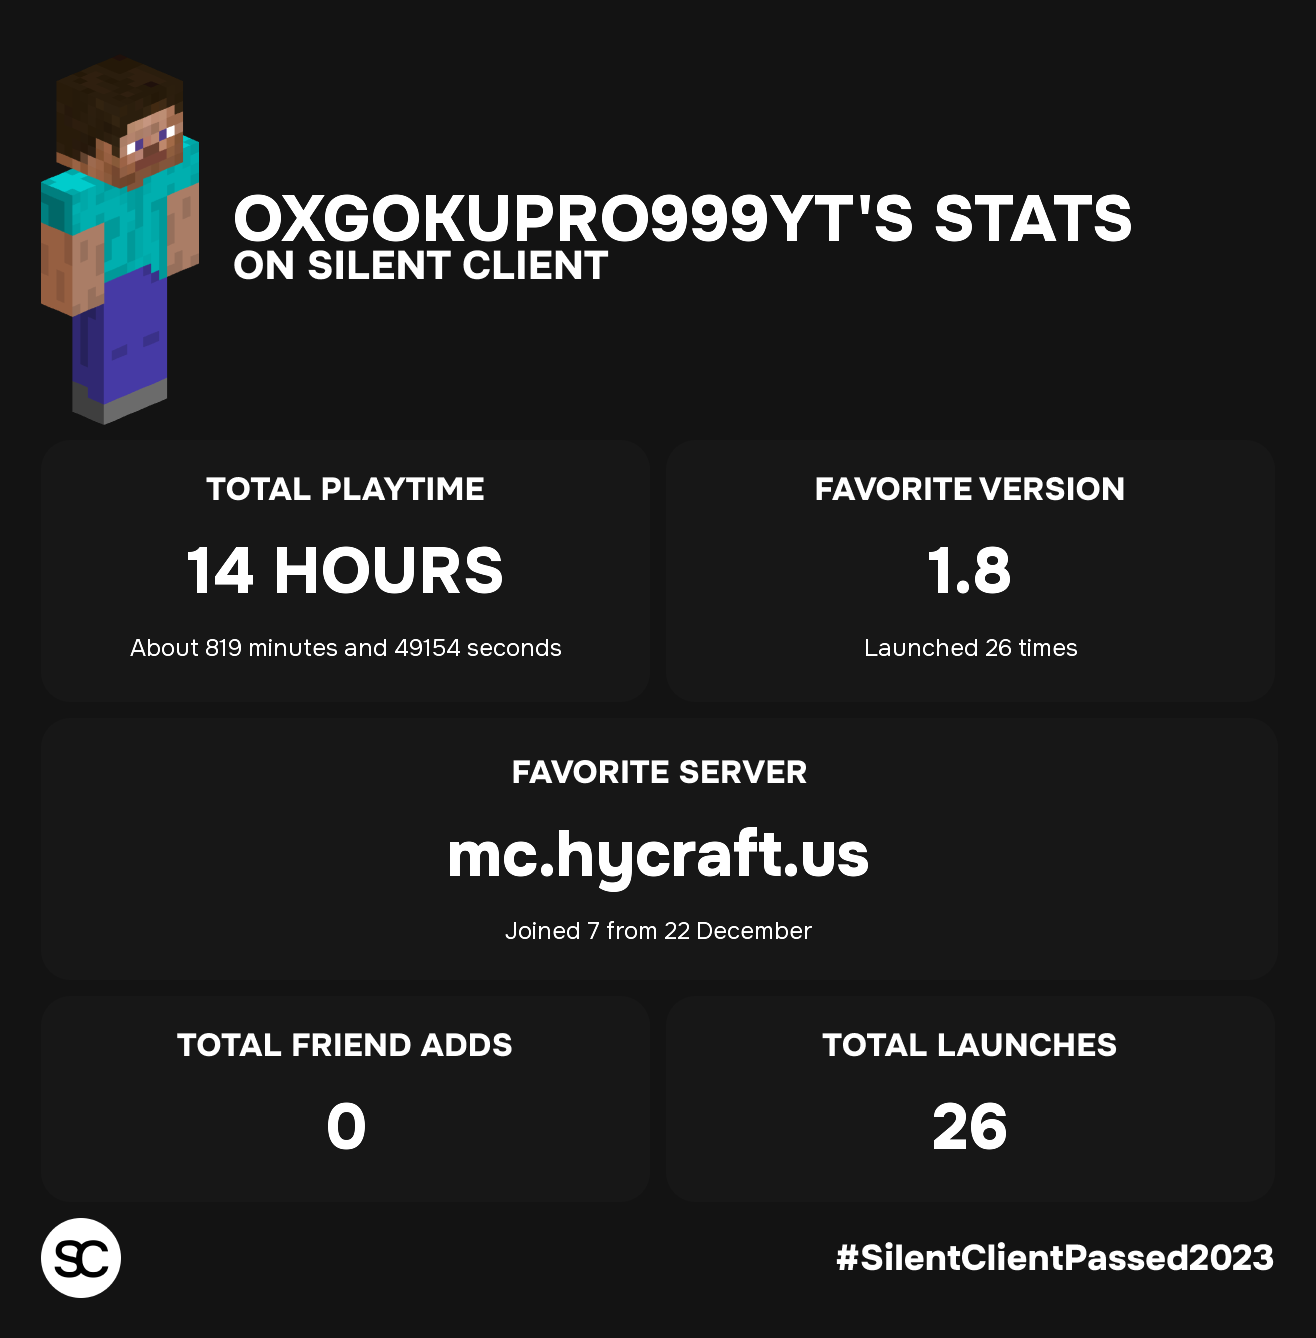 OXGOKUPRO999YT'S STATS
ON SILENT CLIENT
TOTAL PLAYTIME
14 HOURS
About 819 minutes and 49154 seconds
FAVORITE VERSION
1.8
Launched 26 times
FAVORITE SERVER
mc.hycraft.us
Joined 7 from 22 December
TOTAL FRIEND ADDS
0
TOTAL LAUNCHES
26
SC
#SilentClientPassed2023